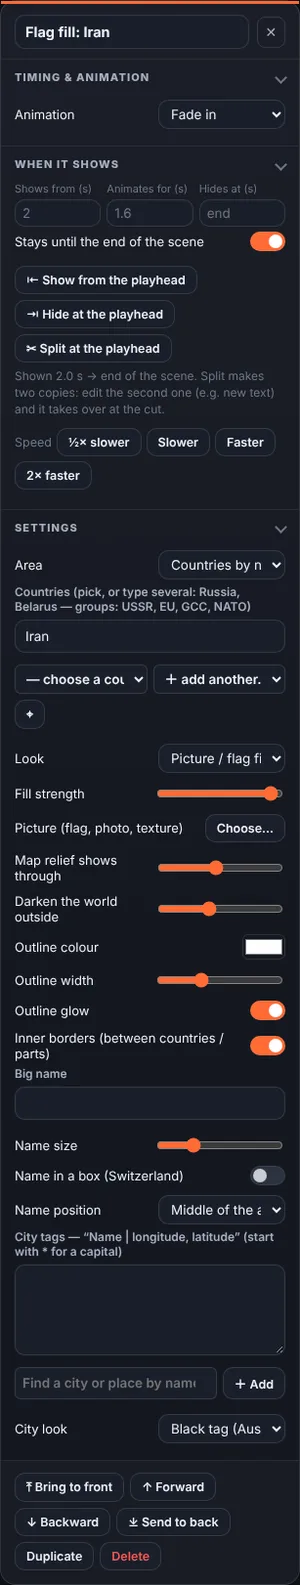 Flag fill: Iran ×
TIMING & ANIMATION
Animation Fade in
WHEN IT SHOWS
Shows from (s) Animates for (s) Hides at (s)
2 1.6 end
Stays until the end of the scene
⇤ Show from the playhead
⇥ Hide at the playhead
✂ Split at the playhead
Shown 2.0 s → end of the scene. Split makes
two copies: edit the second one (e.g. new text)
and it takes over at the cut.
Speed ½× slower Slower Faster
2× faster
SETTINGS
Area Countries by n
Countries (pick, or type several: Russia,
Belarus — groups: USSR, EU, GCC, NATO)
Iran
— choose a cou + add another.
⌖
Look Picture / flag fi
Fill strength
Picture (flag, photo, texture) Choose...
Map relief shows
through
Darken the world
outside
Outline colour
Outline width
Outline glow
Inner borders (between countries /
parts)
Big name
Name size
Name in a box (Switzerland)
Name position Middle of the a
City tags — “Name | longitude, latitude” (start
with * for a capital)
Find a city or place by name + Add
City look Black tag (Aus
⤒ Bring to front ↑ Forward
↓ Backward ⤓ Send to back
Duplicate Delete